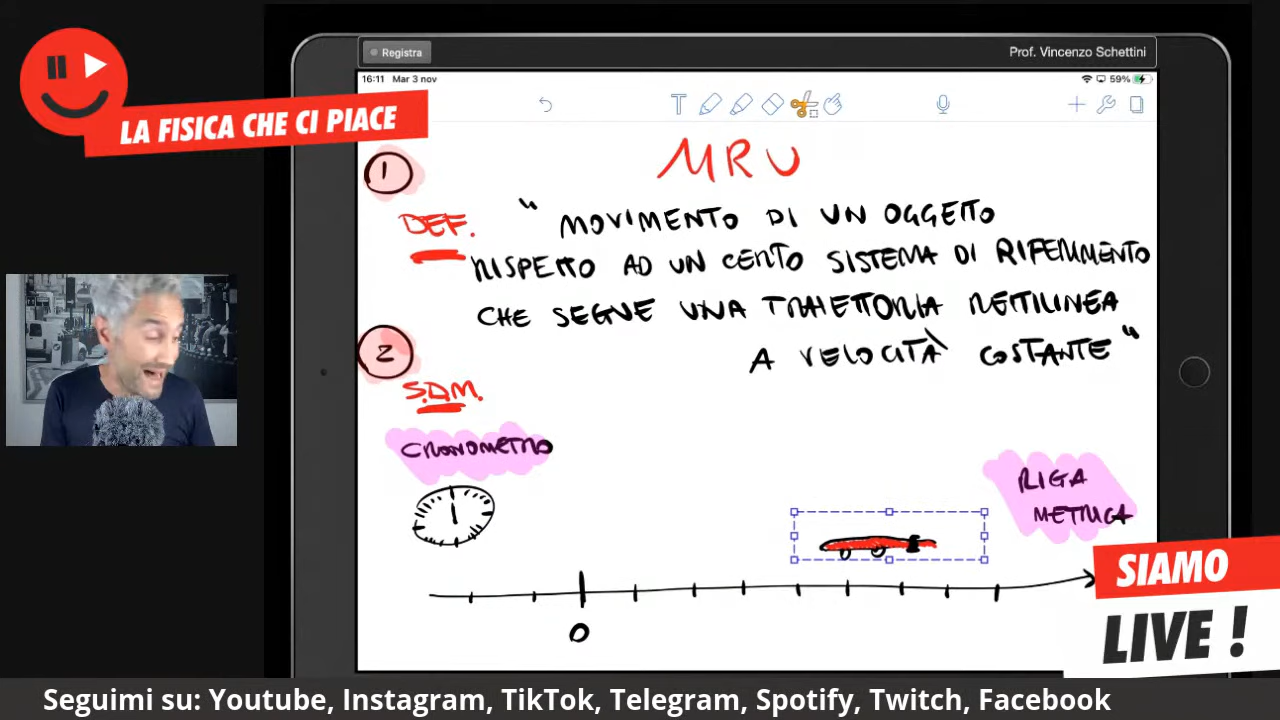 Registra
Prof. Vincenzo Schettini
16:11 Mar 3 nov
59%
LA FISICA CHE CI PIACE
T
MRU
1
DEF. " MOVIMENTO DI UN OGGETTO
RISPETTO AD UN CERTO SISTEMA DI RIFERIMENTO
CHE SEGUE UNA TRAIETTORIA RETTILINEA
A VELOCITÀ COSTANTE "
2
S.D.M.
CRONOMETRO
RIGA
METRICA
0
SIAMO
LIVE !
Seguimi su: Youtube, Instagram, TikTok, Telegram, Spotify, Twitch, Facebook